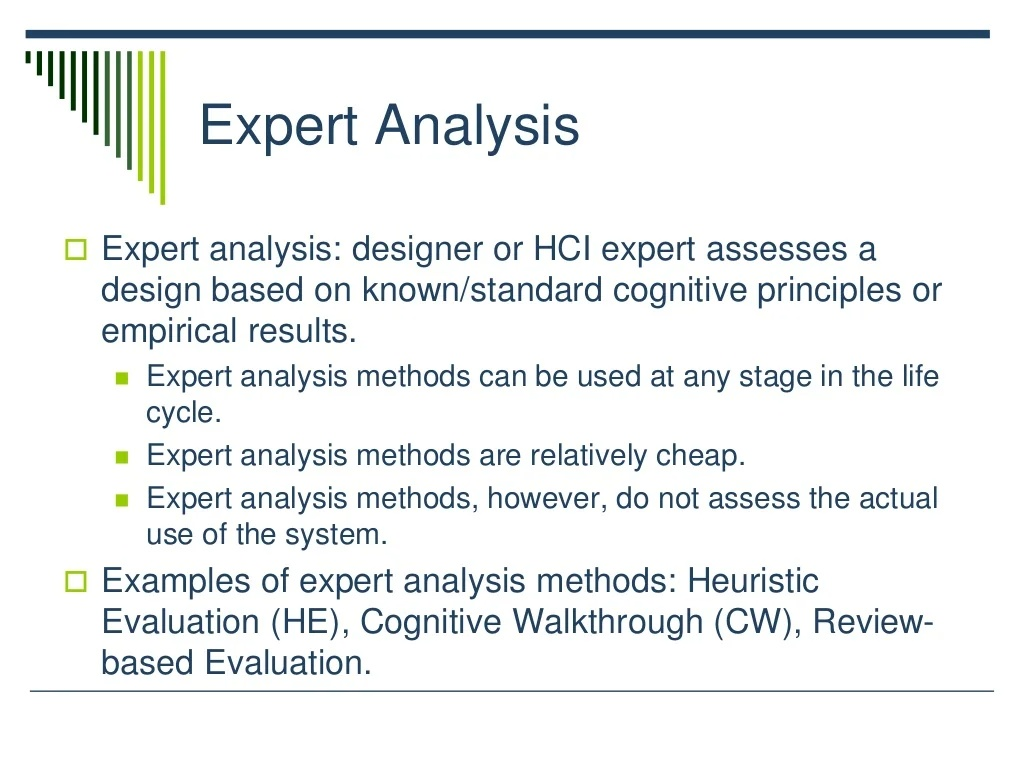 Expert Analysis
Expert analysis: designer or HCI expert assesses a
design based on known/standard cognitive principles or
empirical results.
Expert analysis methods can be used at any stage in the life
cycle.
Expert analysis methods are relatively cheap.
Expert analysis methods, however, do not assess the actual
use of the system.
Examples of expert analysis methods: Heuristic
Evaluation (HE), Cognitive Walkthrough (CW), Review-
based Evaluation.